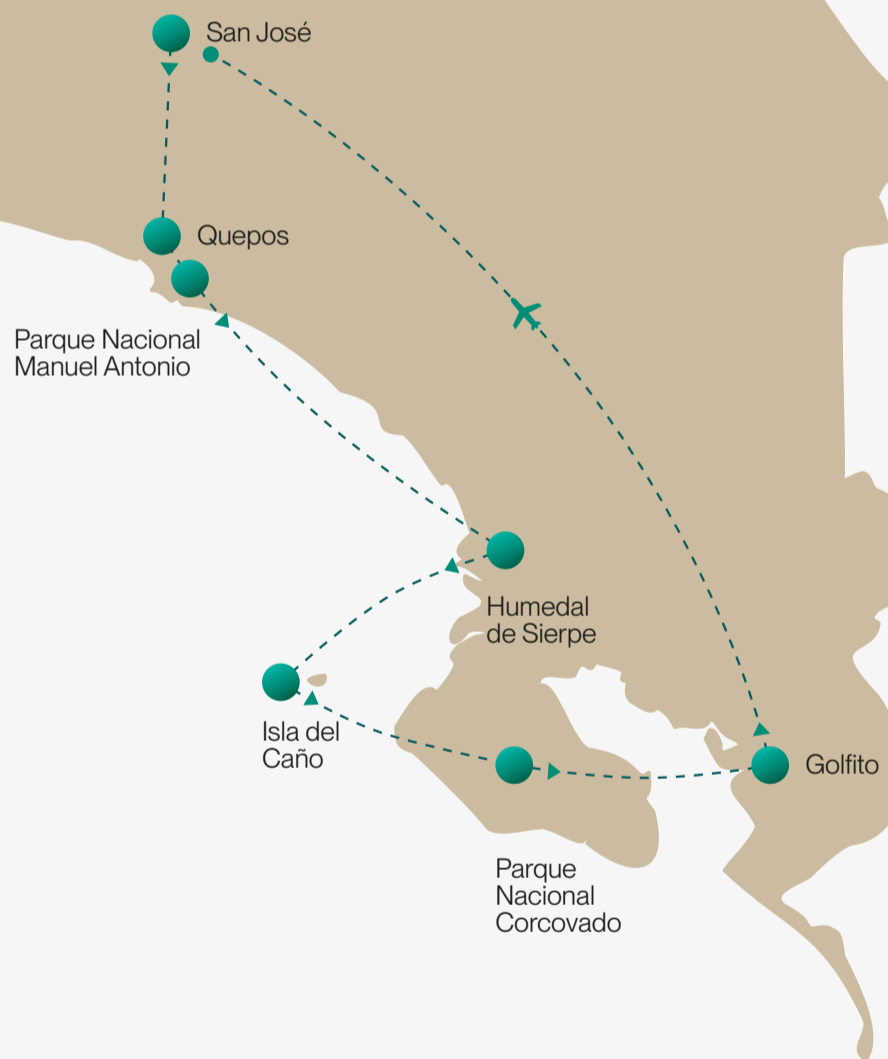 San José
Quepos
Parque Nacional
Manuel Antonio
Humedal
de Sierpe
Isla del
Caño
Golfito
Parque
Nacional
Corcovado